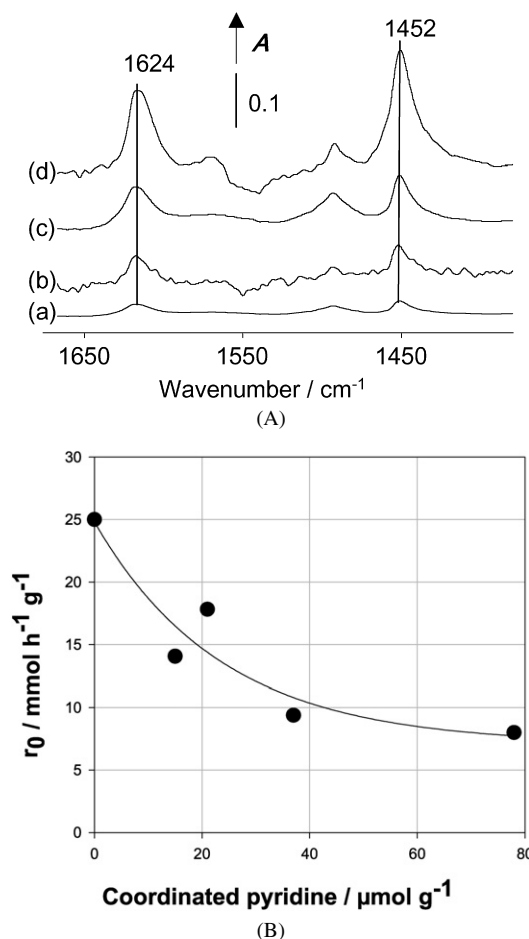 A
1624
1452
0.1
(d)
(c)
(b)
(a)
1650 1550 1450
Wavenumber / cm⁻¹
(A)
30
25
20
15
10
5
0
r₀ / mmol h⁻¹ g⁻¹
0 20 40 60 80
Coordinated pyridine / µmol g⁻¹
(B)